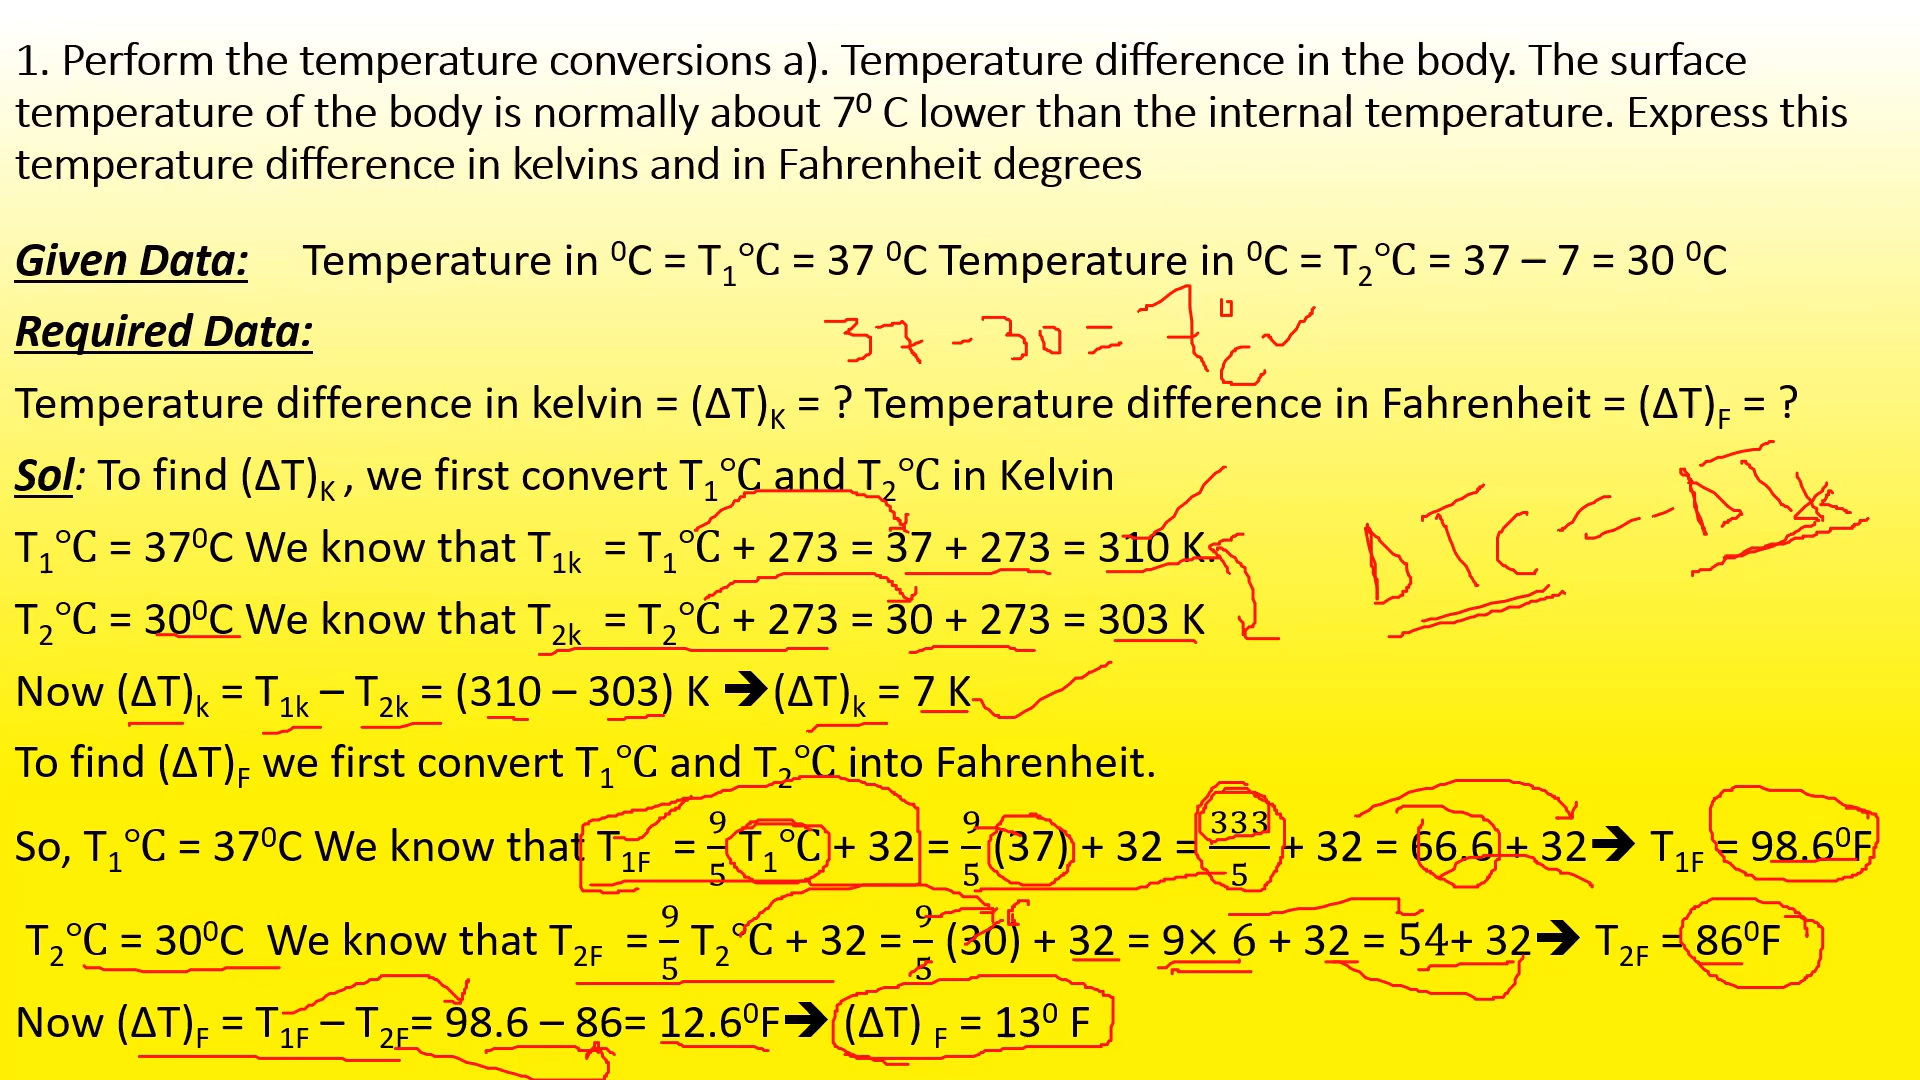 1. Perform the temperature conversions a). Temperature difference in the body. The surface
temperature of the body is normally about 7⁰ C lower than the internal temperature. Express this
temperature difference in kelvins and in Fahrenheit degrees
Given Data: Temperature in ⁰C = T₁°C = 37 ⁰C Temperature in ⁰C = T₂°C = 37 – 7 = 30 ⁰C
Required Data:
37 - 30 = 7°C
Temperature difference in kelvin = (ΔT)K = ? Temperature difference in Fahrenheit = (ΔT)F = ?
Sol: To find (ΔT)K , we first convert T₁°C and T₂°C in Kelvin
ΔTC = - ΔTK
T₁°C = 37⁰C We know that T1k = T₁°C + 273 = 37 + 273 = 310 K.
T₂°C = 30⁰C We know that T2k = T₂°C + 273 = 30 + 273 = 303 K
Now (ΔT)k = T1k – T2k = (310 – 303) K ➔(ΔT)k = 7 K
To find (ΔT)F we first convert T₁°C and T₂°C into Fahrenheit.
So, T₁°C = 37⁰C We know that T1F = 9/5 T₁°C + 32 = 9/5 (37) + 32 = 333/5 + 32 = 66.6 + 32➔ T1F = 98.6⁰F
T₂°C = 30⁰C We know that T2F = 9/5 T₂°C + 32 = 9/5 (30) 6 + 32 = 9× 6 + 32 = 54+ 32➔ T2F = 86⁰F
Now (ΔT)F = T1F – T2F= 98.6 – 86= 12.6⁰F➔ (ΔT) F = 13⁰ F